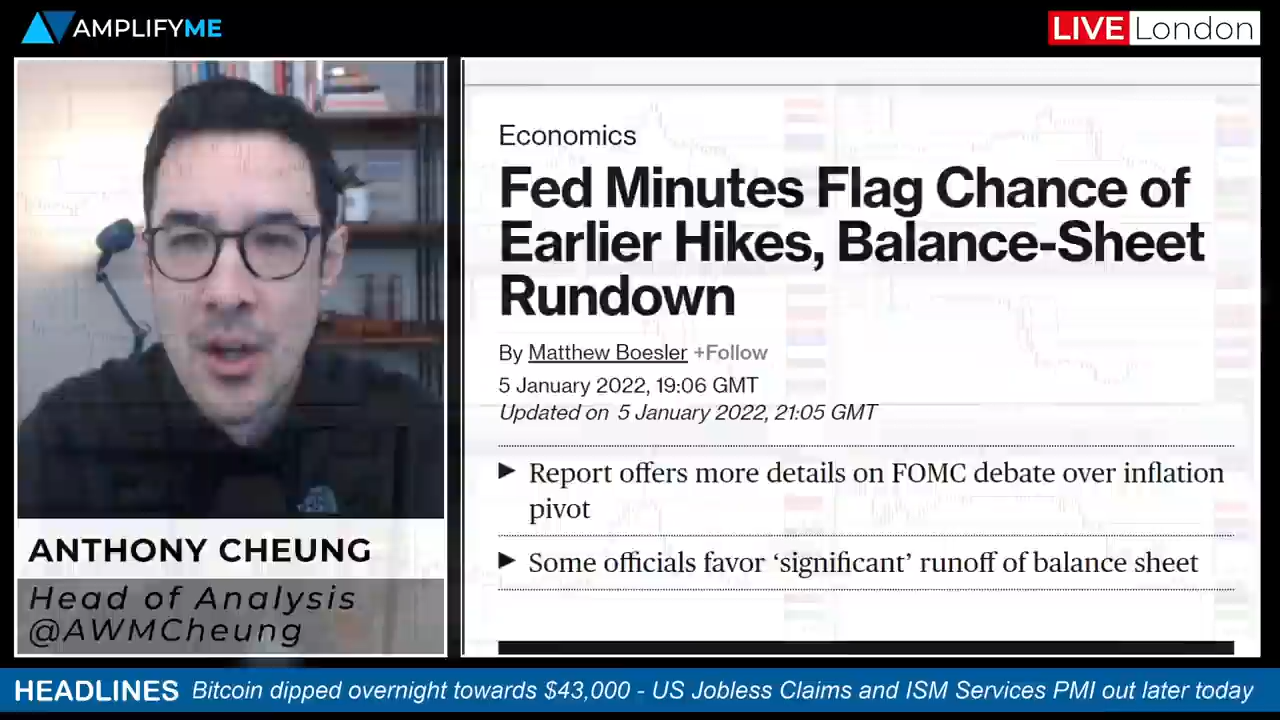 AMPLIFYME
LIVE London
Economics
Fed Minutes Flag Chance of
Earlier Hikes, Balance-Sheet
Rundown
By Matthew Boesler +Follow
5 January 2022, 19:06 GMT
Updated on 5 January 2022, 21:05 GMT
▶ Report offers more details on FOMC debate over inflation
pivot
▶ Some officials favor ‘significant’ runoff of balance sheet
ANTHONY CHEUNG
Head of Analysis
@AWMCheung
HEADLINES Bitcoin dipped overnight towards $43,000 - US Jobless Claims and ISM Services PMI out later today